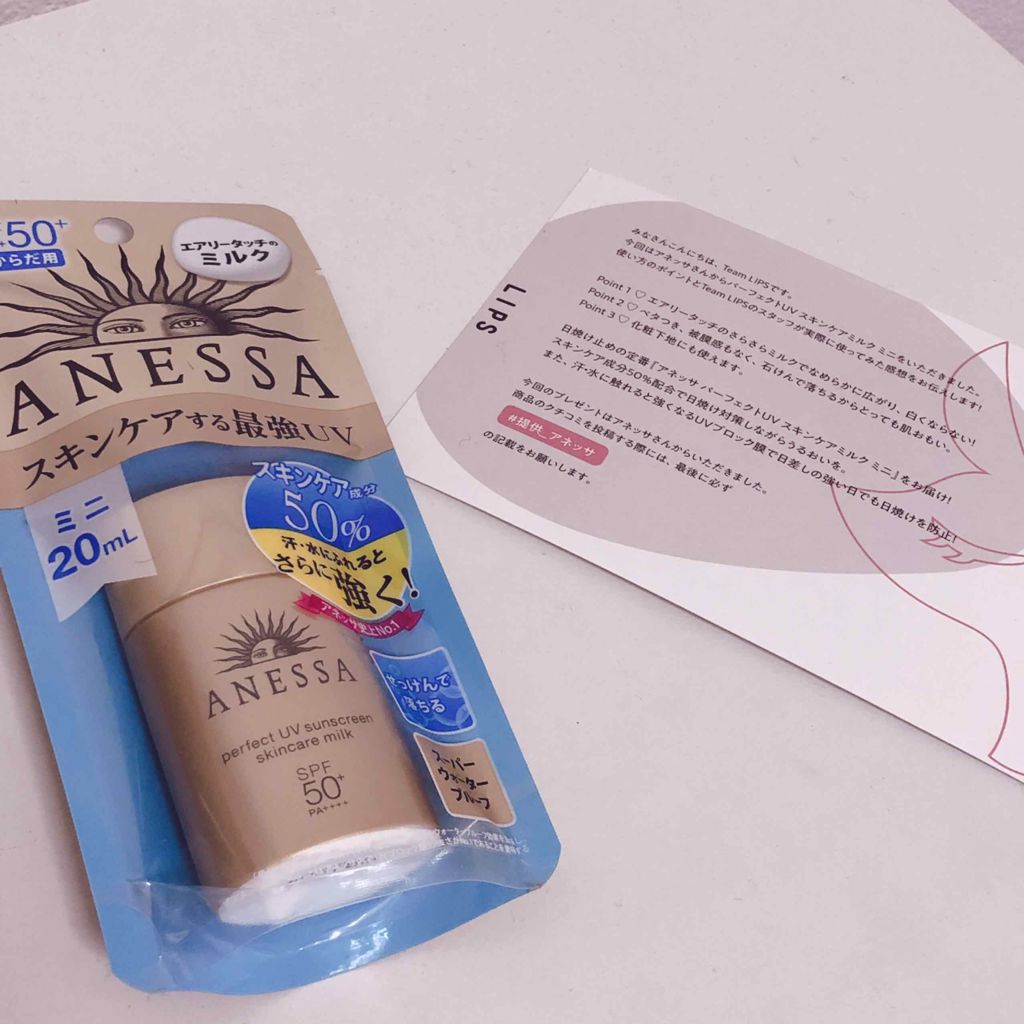 50+
からだ用
エアリータッチの
ミルク
ANESSA
スキンケアする最強UV
ミニ
20mL
スキンケア成分
50%
汗・水にふれると
さらに強く!
アネッサ史上No.1
せっけんで
落ちる
スーパー
ウォーター
プルーフ
ANESSA
perfect UV sunscreen
skincare milk
SPF
50+
PA++++
LIPS
みなさんこんにちは、Team LIPSです。
今回はアネッサさんからパーフェクトUV スキンケアミルク ミニをいただきました。
使い方のポイントとTeam LIPSのスタッフが実際に使ってみた感想をお伝えします!
Point 1 ♡ エアリータッチのさらさらミルクでなめらかに広がり、白くならない!
Point 2 ♡ ベタつき、被膜感もなく、石けんで落ちるからとっても肌おもい。
Point 3 ♡ 化粧下地にも使えます。
日焼け止めの定番『アネッサ パーフェクトUV スキンケアミルク ミニ』をお届け!
スキンケア成分50%配合で日焼け対策しながらうるおいを。
また、汗・水に触れると強くなるUVブロック膜で日差しの強い日でも日焼けを防止!
今回のプレゼントはアネッサさんからいただきました。
商品のクチコミを投稿する際には、最後に必ず
#提供_アネッサ
の記載をお願いします。